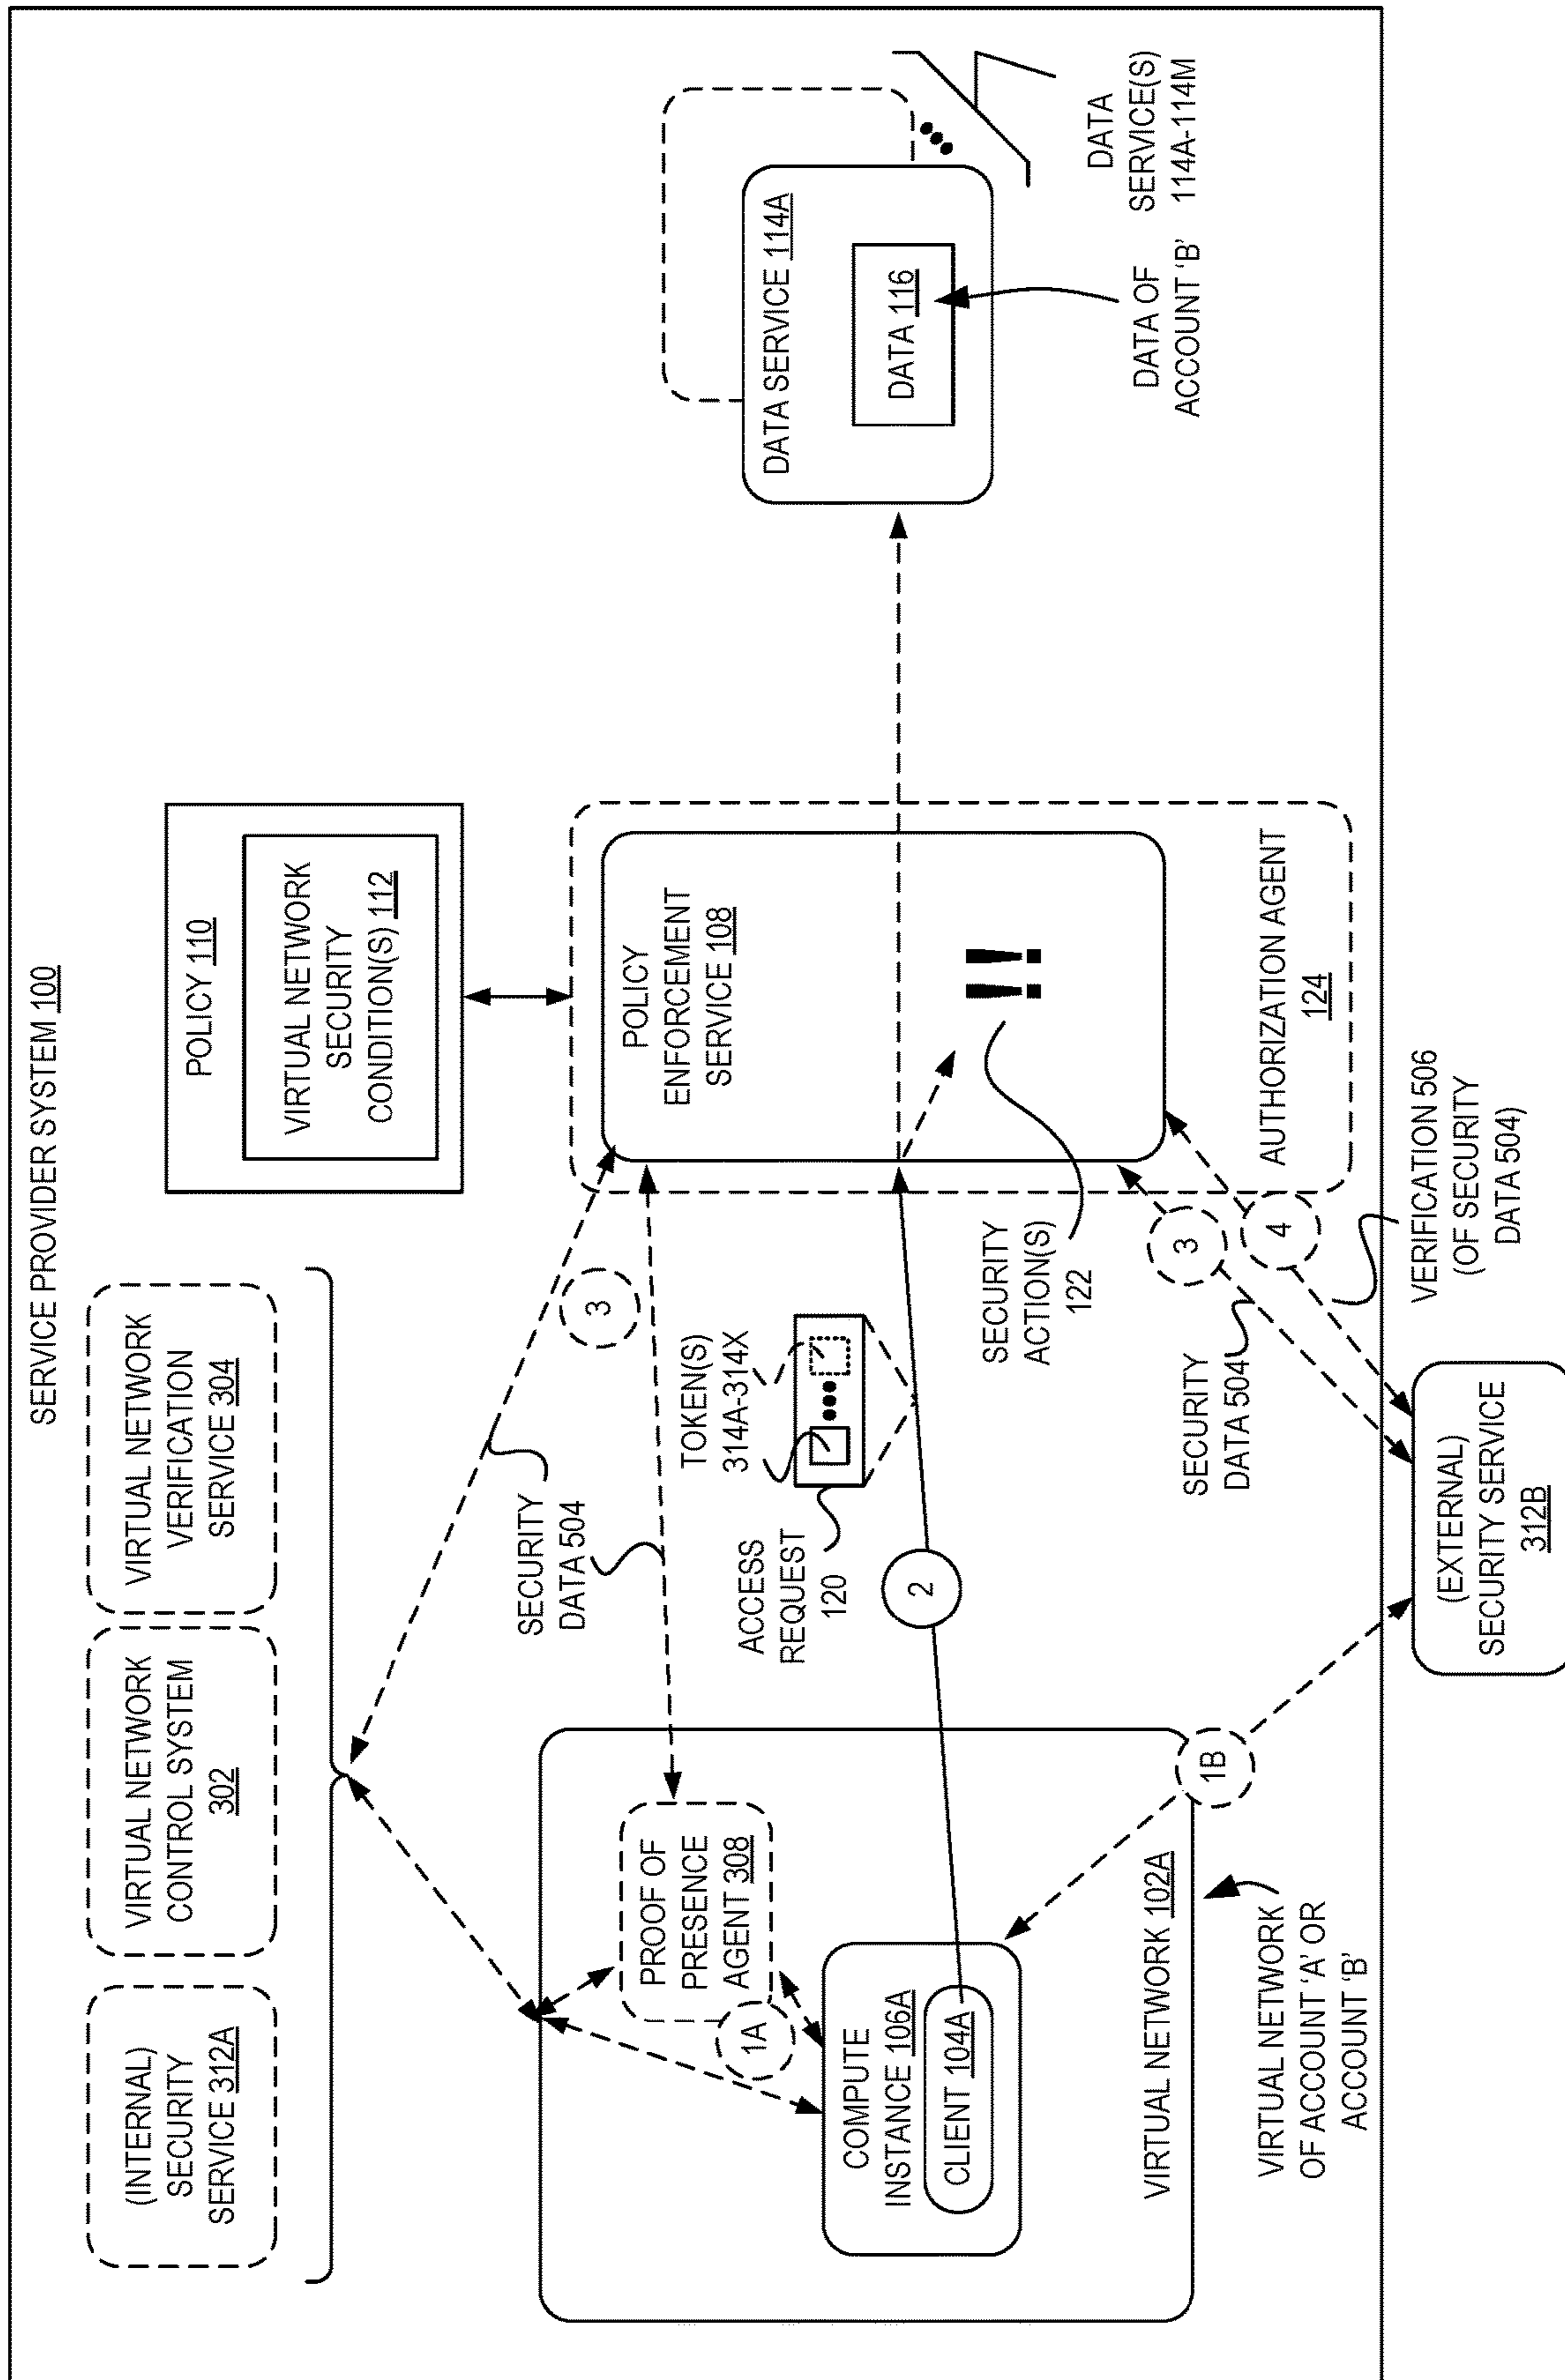 SERVICE PROVIDER SYSTEM 100
(INTERNAL)
SECURITY
SERVICE 312A
VIRTUAL NETWORK
CONTROL SYSTEM
302
VIRTUAL NETWORK
VERIFICATION
SERVICE 304
POLICY 110
VIRTUAL NETWORK
SECURITY
CONDITION(S) 112
SECURITY
DATA 504
3
PROOF OF
PRESENCE
AGENT 308
1A
COMPUTE
INSTANCE 106A
CLIENT 104A
VIRTUAL NETWORK 102A
VIRTUAL NETWORK
OF ACCOUNT ‘A’ OR
ACCOUNT ‘B’
1B
ACCESS
REQUEST
120
TOKEN(S)
314A-314X
2
POLICY
ENFORCEMENT
SERVICE 108
!!
SECURITY
ACTION(S)
122
AUTHORIZATION AGENT
124
SECURITY
DATA 504
3
4
VERIFICATION 506
(OF SECURITY
DATA 504)
(EXTERNAL)
SECURITY SERVICE
312B
DATA SERVICE 114A
DATA 116
DATA OF
ACCOUNT ‘B’
DATA
SERVICE(S)
114A-114M